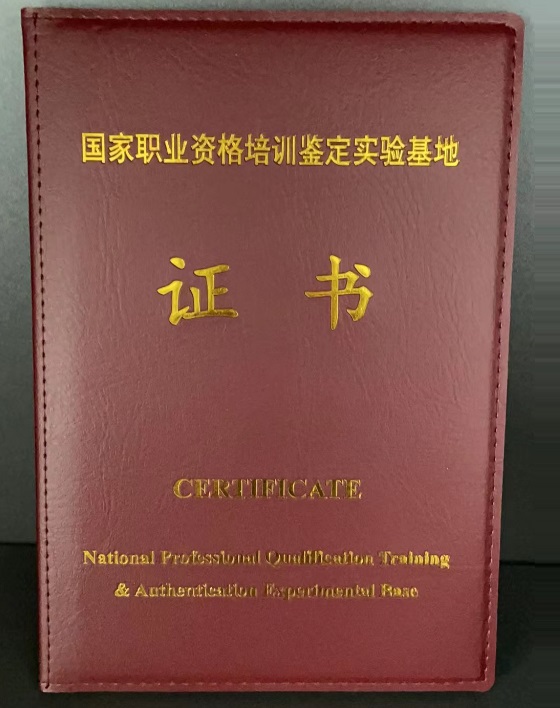 国家职业资格培训鉴定实验基地
证 书
CERTIFICATE
National Professional Qualification Training
& Authentication Experimental Base